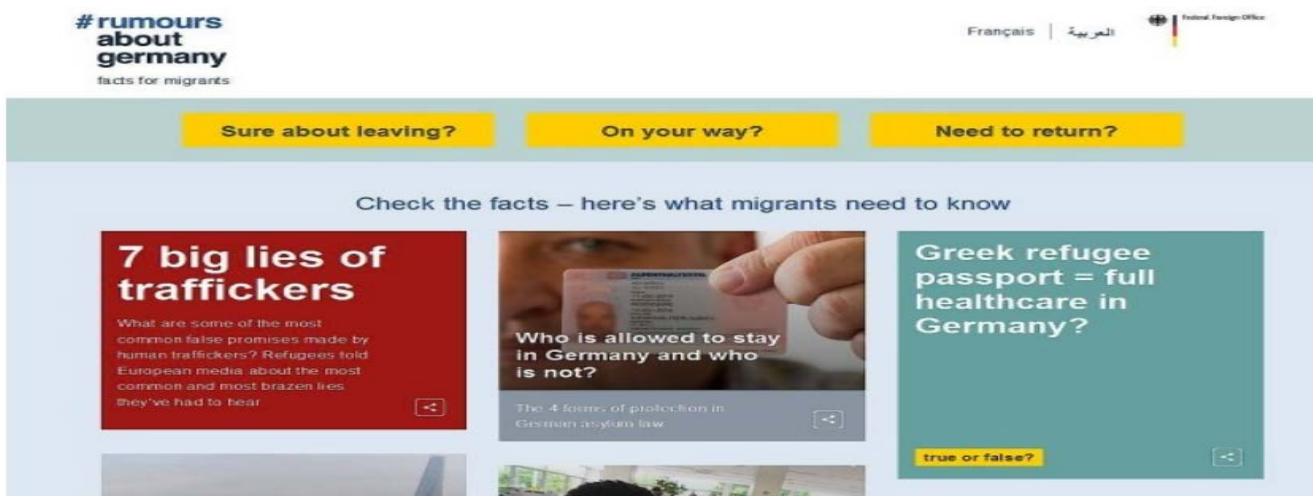 #rumours
about
germany
facts for migrants
Français | العربية
Federal Foreign Office
Sure about leaving?
On your way?
Need to return?
Check the facts – here's what migrants need to know
7 big lies of
traffickers
What are some of the most
common false promises made by
human traffickers? Refugees told
European media about the most
common and most brazen lies
they've had to hear
Who is allowed to stay
in Germany and who
is not?
The 4 forms of protection in
German asylum law
Greek refugee
passport = full
healthcare in
Germany?
true or false?